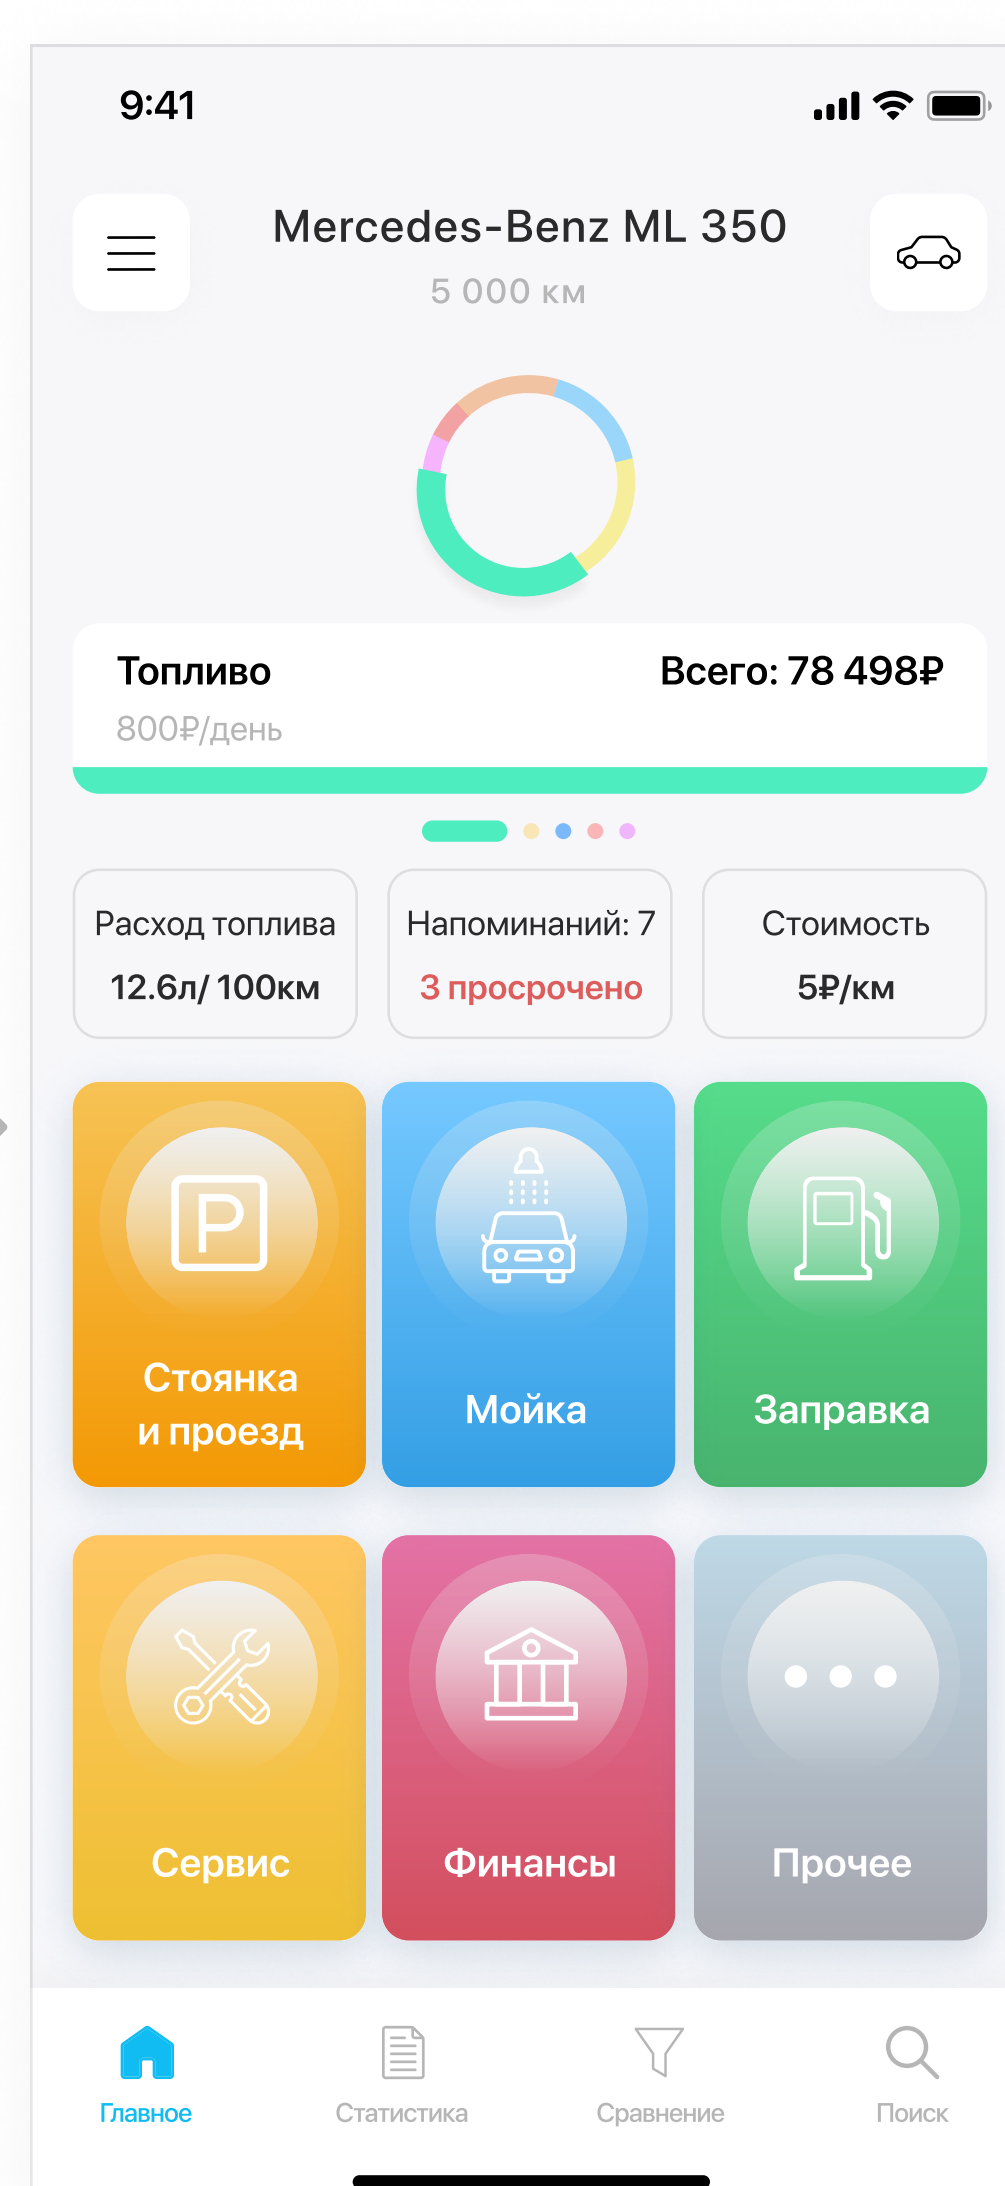 9:41
Mercedes-Benz ML 350
5 000 км
Топливо
Всего: 78 498₽
800₽/день
Расход топлива
12.6л/ 100км
Напоминаний: 7
3 просрочено
Стоимость
5₽/км
P
Стоянка
и проезд
Мойка
Заправка
Сервис
Финансы
Прочее
Главное
Статистика
Сравнение
Поиск